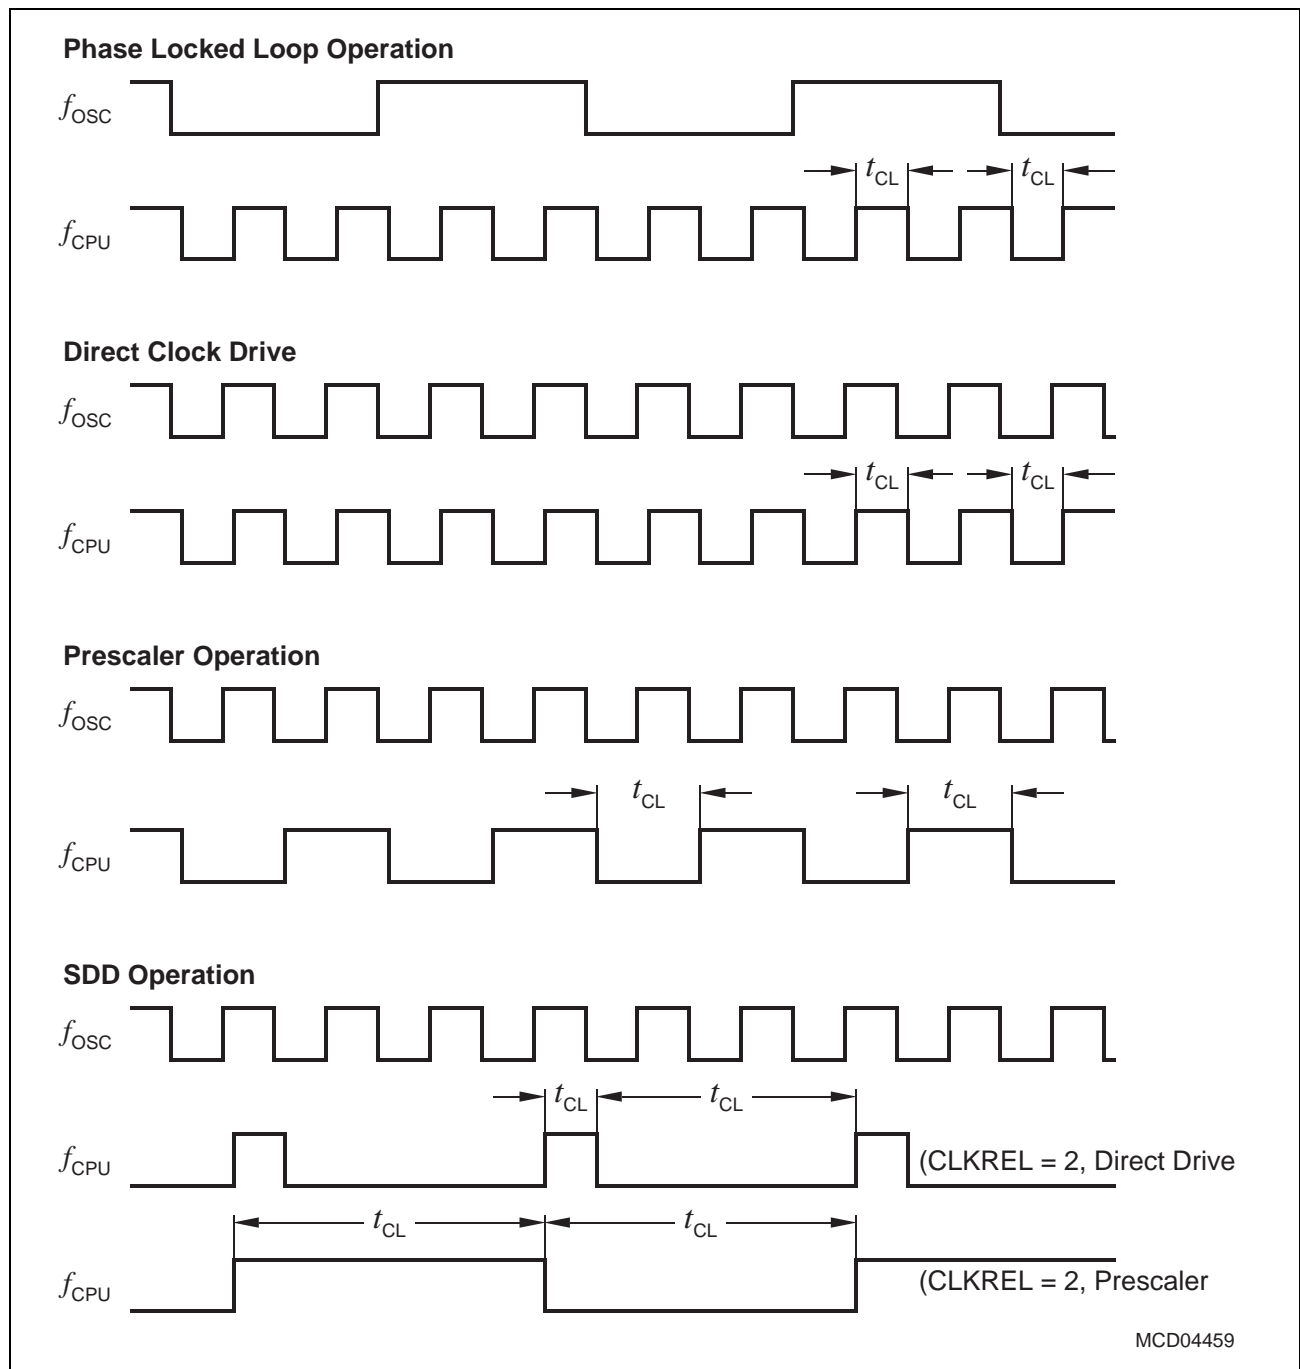 Phase Locked Loop Operation
fOSC
tCL tCL
fCPU
Direct Clock Drive
fOSC
tCL tCL
fCPU
Prescaler Operation
fOSC
tCL tCL
fCPU
SDD Operation
fOSC
tCL tCL
fCPU (CLKREL = 2, Direct Drive
tCL tCL
fCPU (CLKREL = 2, Prescaler
MCD04459